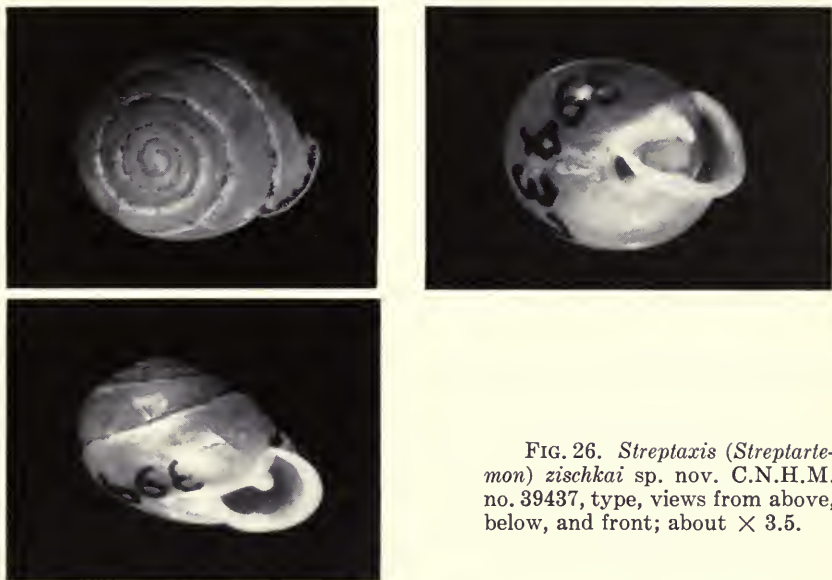 FIG. 26. Streptaxis (Streptarte-
mon) zischkai sp. nov. C.N.H.M.
no. 39437, type, views from above,
below, and front; about × 3.5.